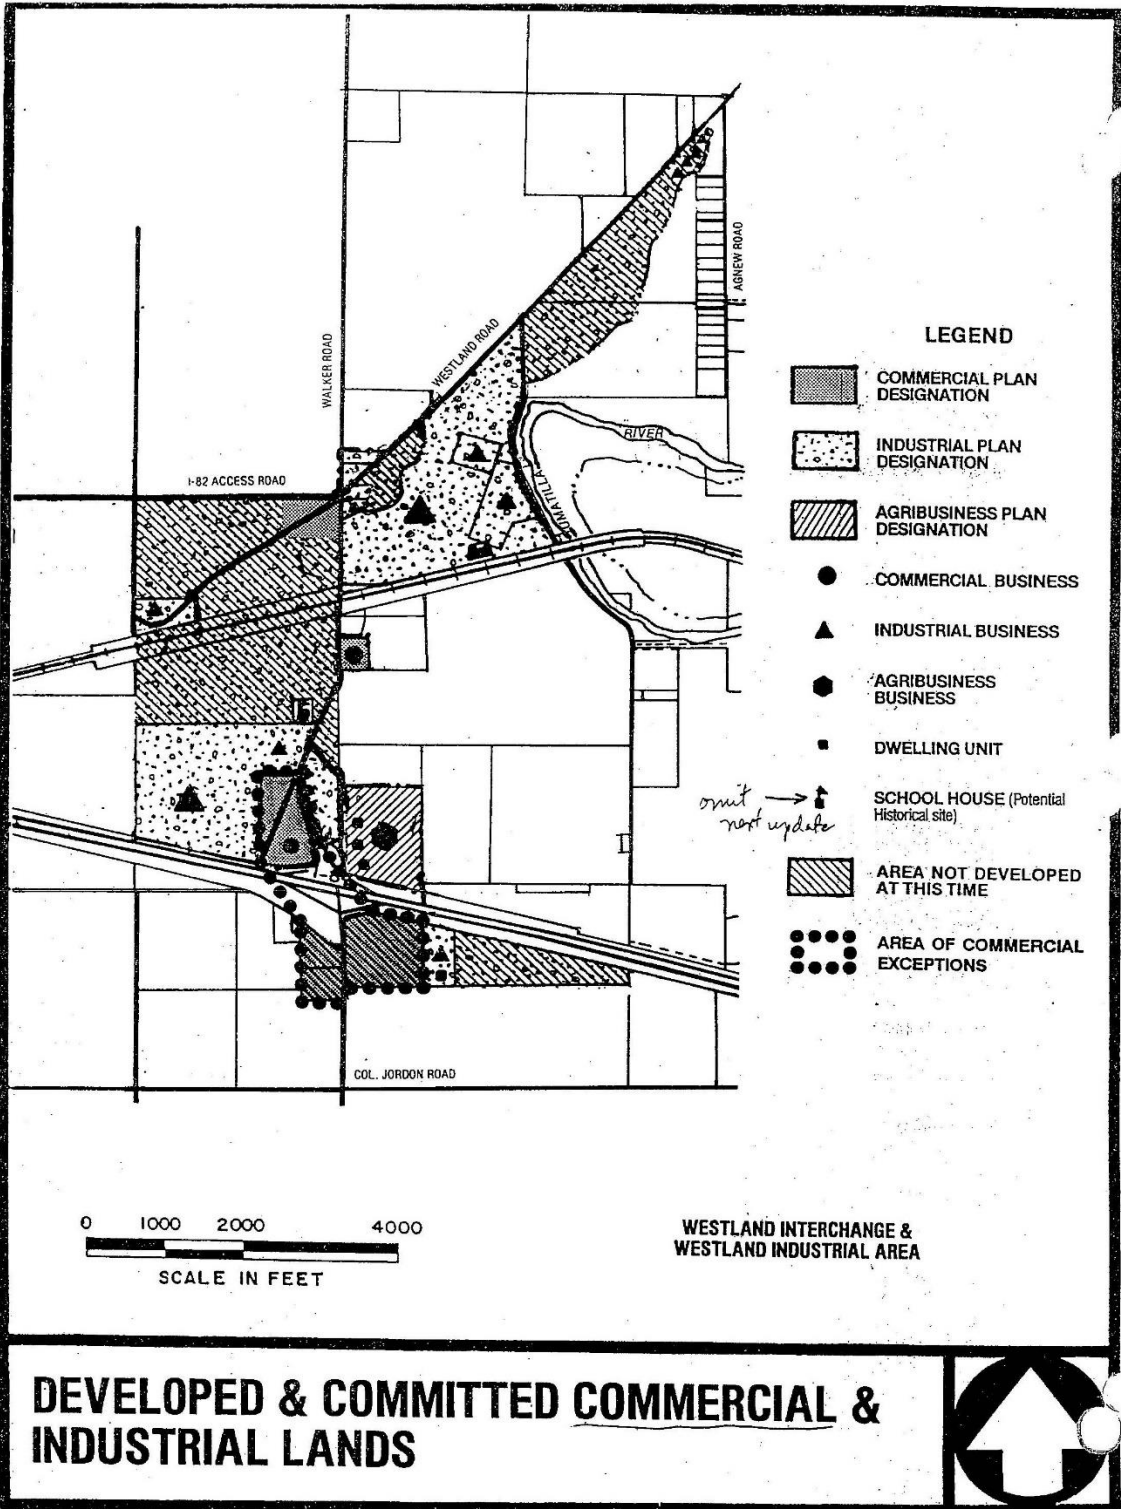 WALKER ROAD
WESTLAND ROAD
AGNEW ROAD
I-82 ACCESS ROAD
RIVER
UMATILLA
COL. JORDON ROAD
LEGEND
COMMERCIAL PLAN
DESIGNATION
INDUSTRIAL PLAN
DESIGNATION
AGRIBUSINESS PLAN
DESIGNATION
COMMERCIAL BUSINESS
INDUSTRIAL BUSINESS
AGRIBUSINESS
BUSINESS
DWELLING UNIT
SCHOOL HOUSE (Potential
Historical site)
omit
next update
AREA NOT DEVELOPED
AT THIS TIME
AREA OF COMMERCIAL
EXCEPTIONS
0 1000 2000 4000
SCALE IN FEET
WESTLAND INTERCHANGE &
WESTLAND INDUSTRIAL AREA
DEVELOPED & COMMITTED COMMERCIAL &
INDUSTRIAL LANDS